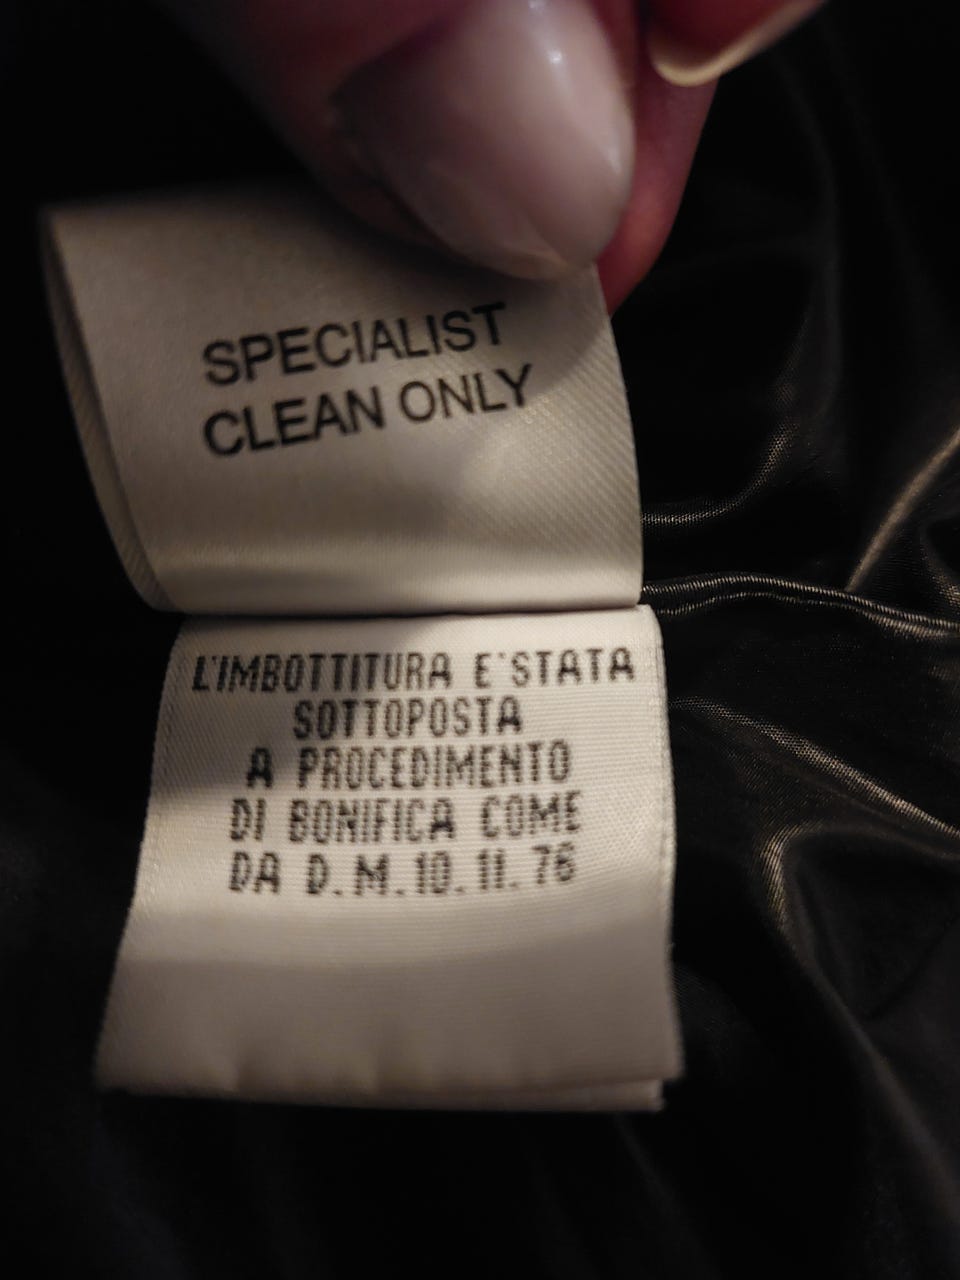 SPECIALIST
CLEAN ONLY
L'IMBOTTITURA E'STATA
SOTTOPOSTA
A PROCEDIMENTO
DI BONIFICA COME
DA D.M.10.11.76